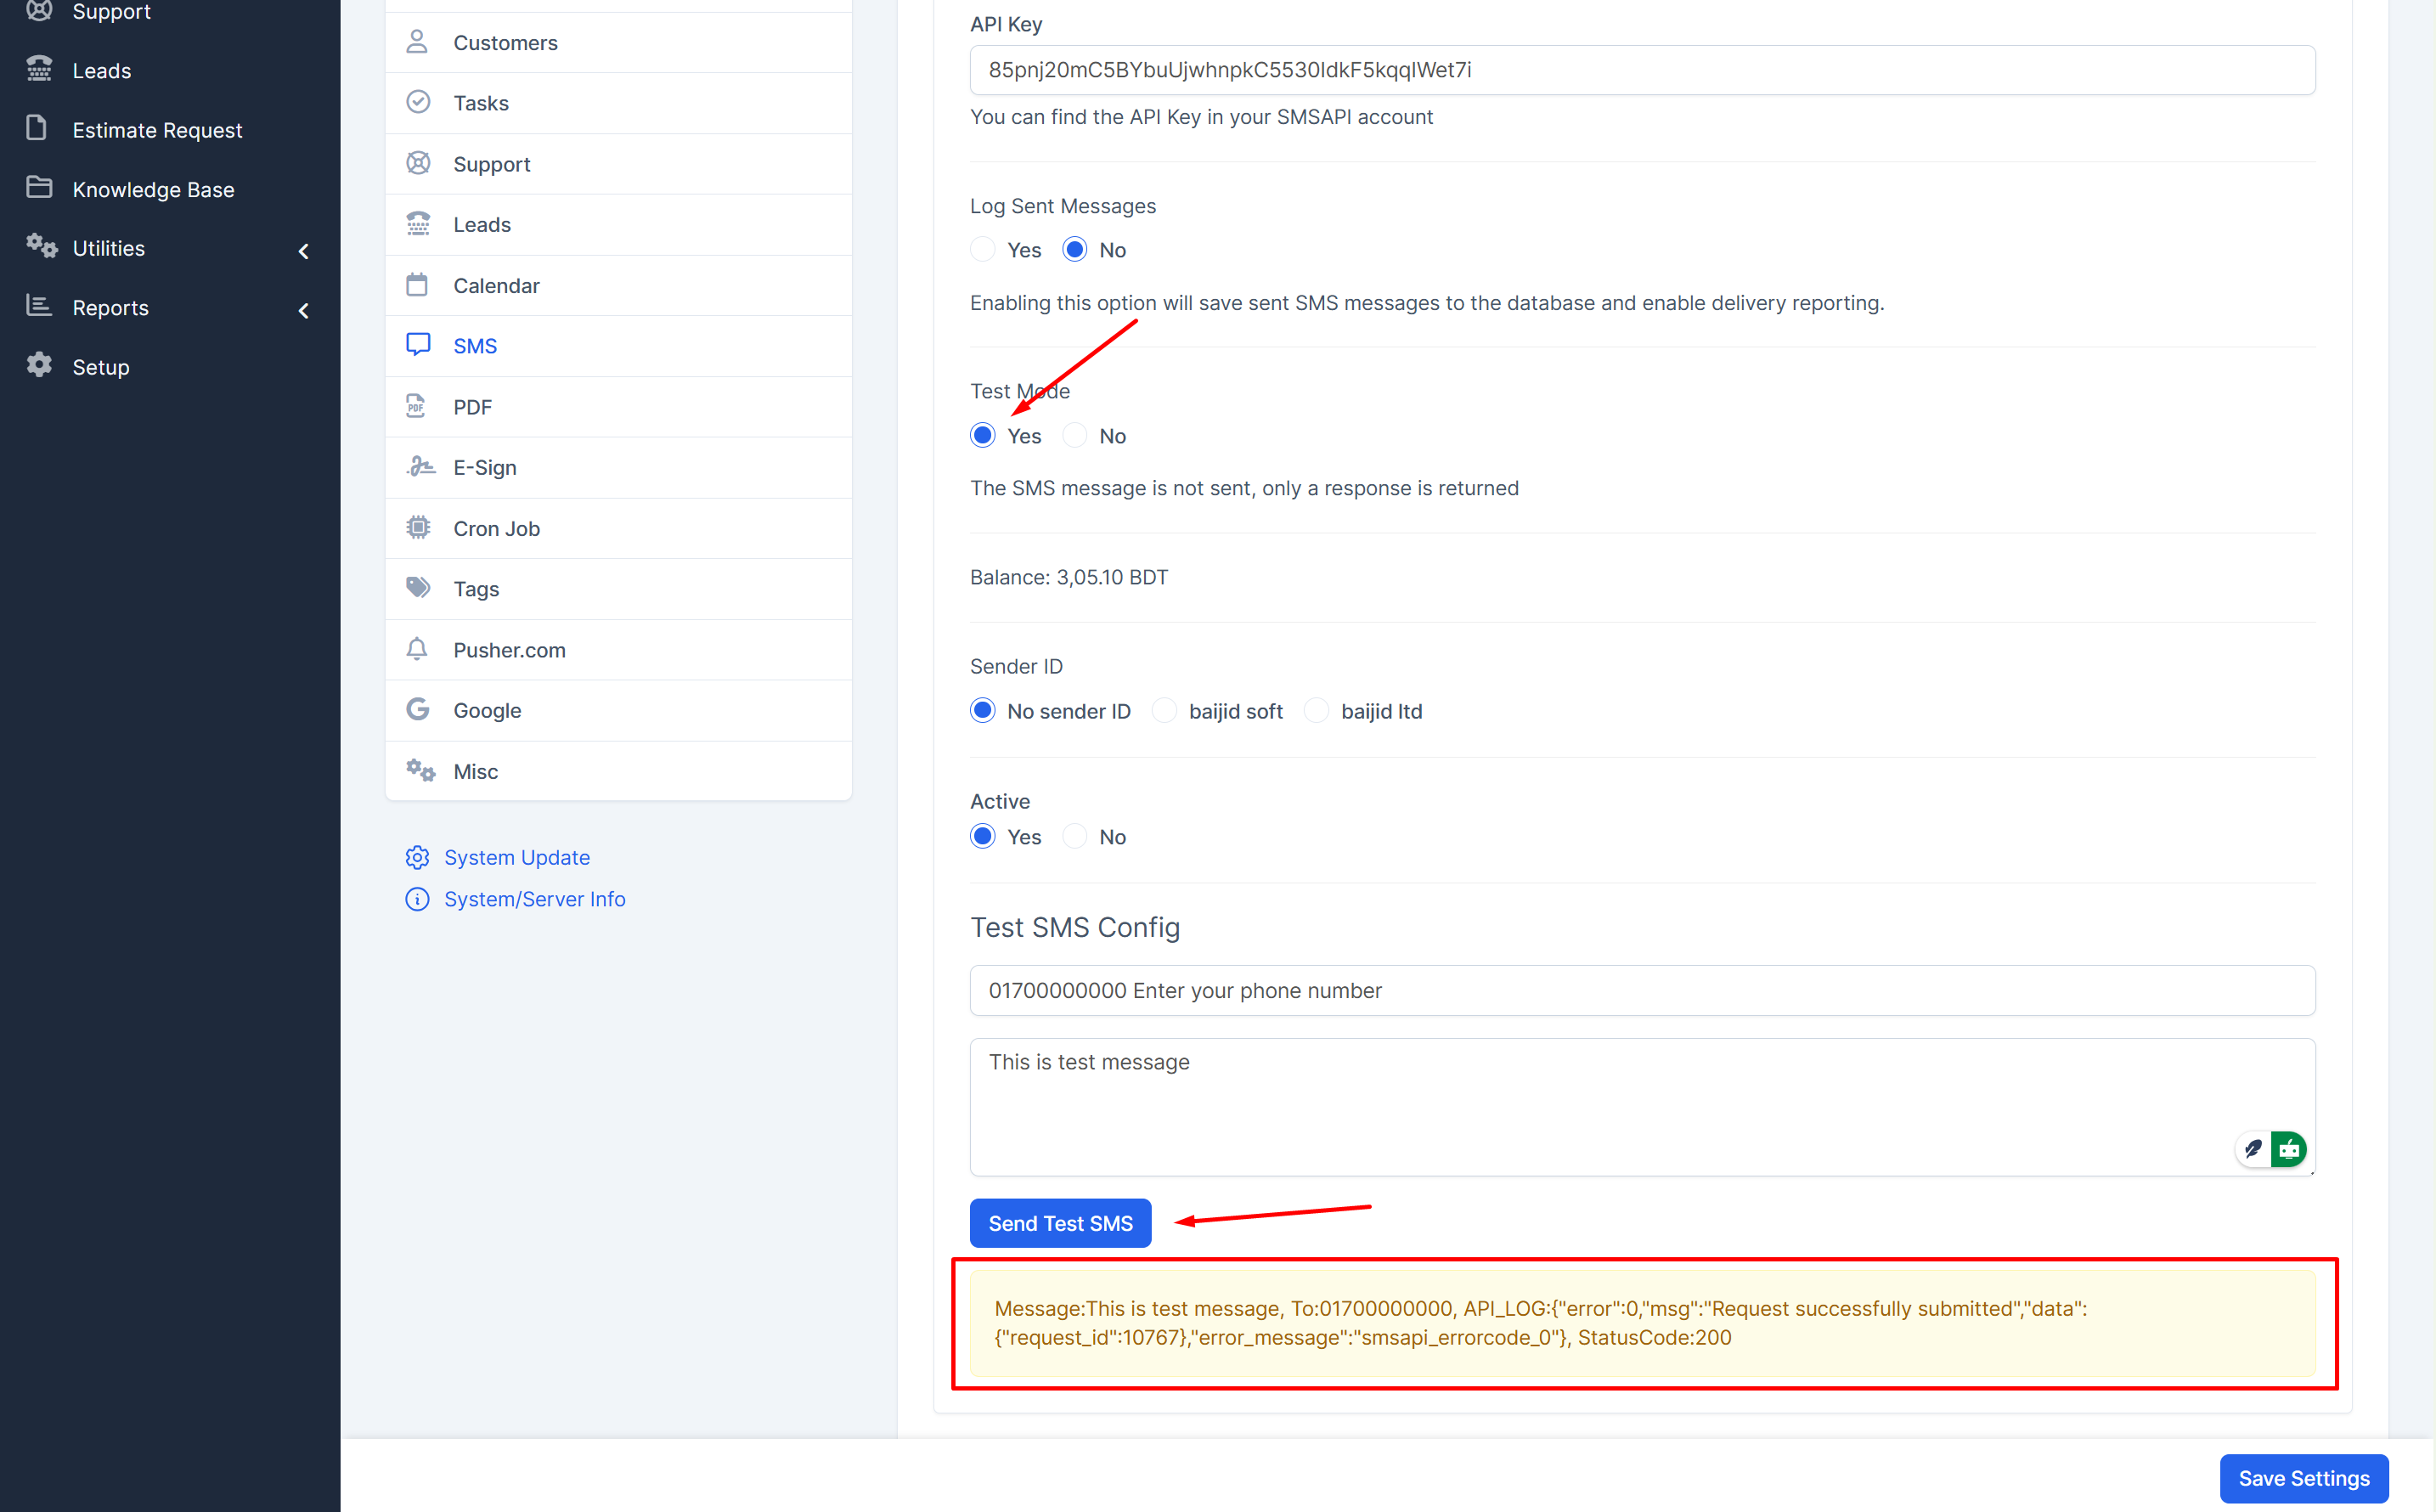 Support
Leads
Estimate Request
Knowledge Base
Utilities
Reports
Setup
Customers
Tasks
Support
Leads
Calendar
SMS
PDF
E-Sign
Cron Job
Tags
Pusher.com
Google
Misc
System Update
System/Server Info
API Key
85pnj20mC5BYbuUjwhnpkC5530IdkF5kqqIWet7i
You can find the API Key in your SMSAPI account
Log Sent Messages
Yes No
Enabling this option will save sent SMS messages to the database and enable delivery reporting.
Test Mode
Yes No
The SMS message is not sent, only a response is returned
Balance: 3,05.10 BDT
Sender ID
No sender ID baijid soft baijid ltd
Active
Yes No
Test SMS Config
01700000000 Enter your phone number
This is test message
Send Test SMS
Message:This is test message, To:01700000000, API_LOG:{"error":0,"msg":"Request successfully submitted","data":
{"request_id":10767},"error_message":"smsapi_errorcode_0"}, StatusCode:200
Save Settings